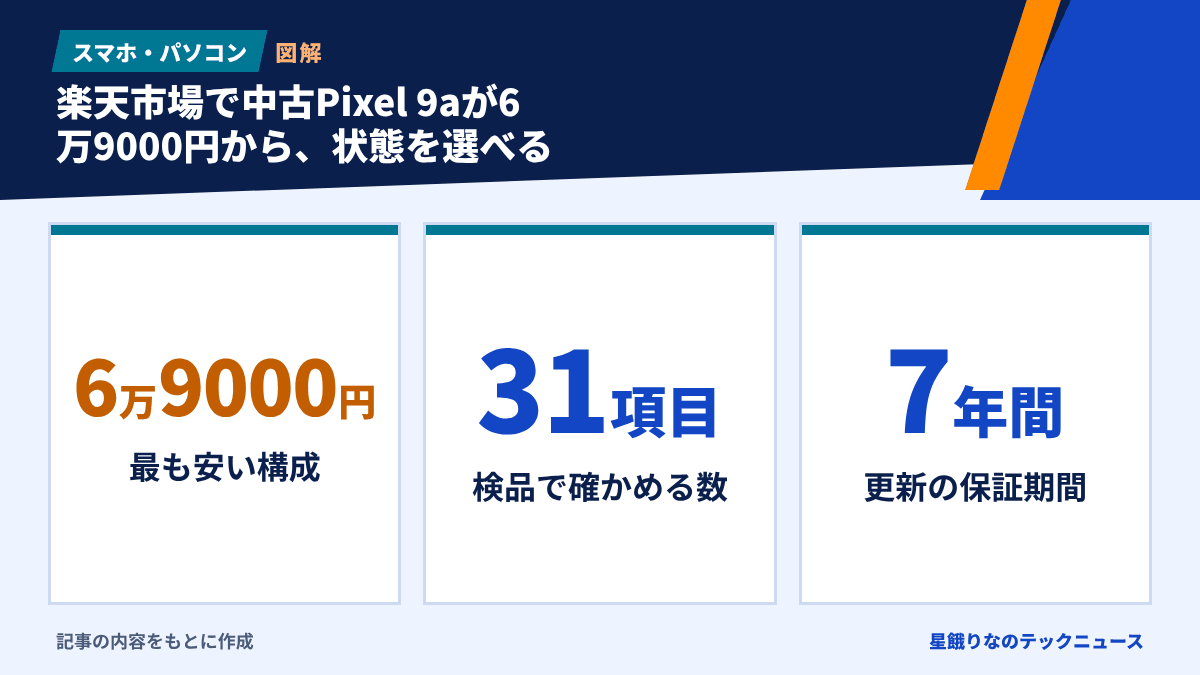 スマホ・パソコン 図解
楽天市場で中古Pixel 9aが6
万9000円から、状態を選べる
6万9000円
最も安い構成
31項目
検品で確かめる数
7年間
更新の保証期間
記事の内容をもとに作成
星餓りなのテックニュース